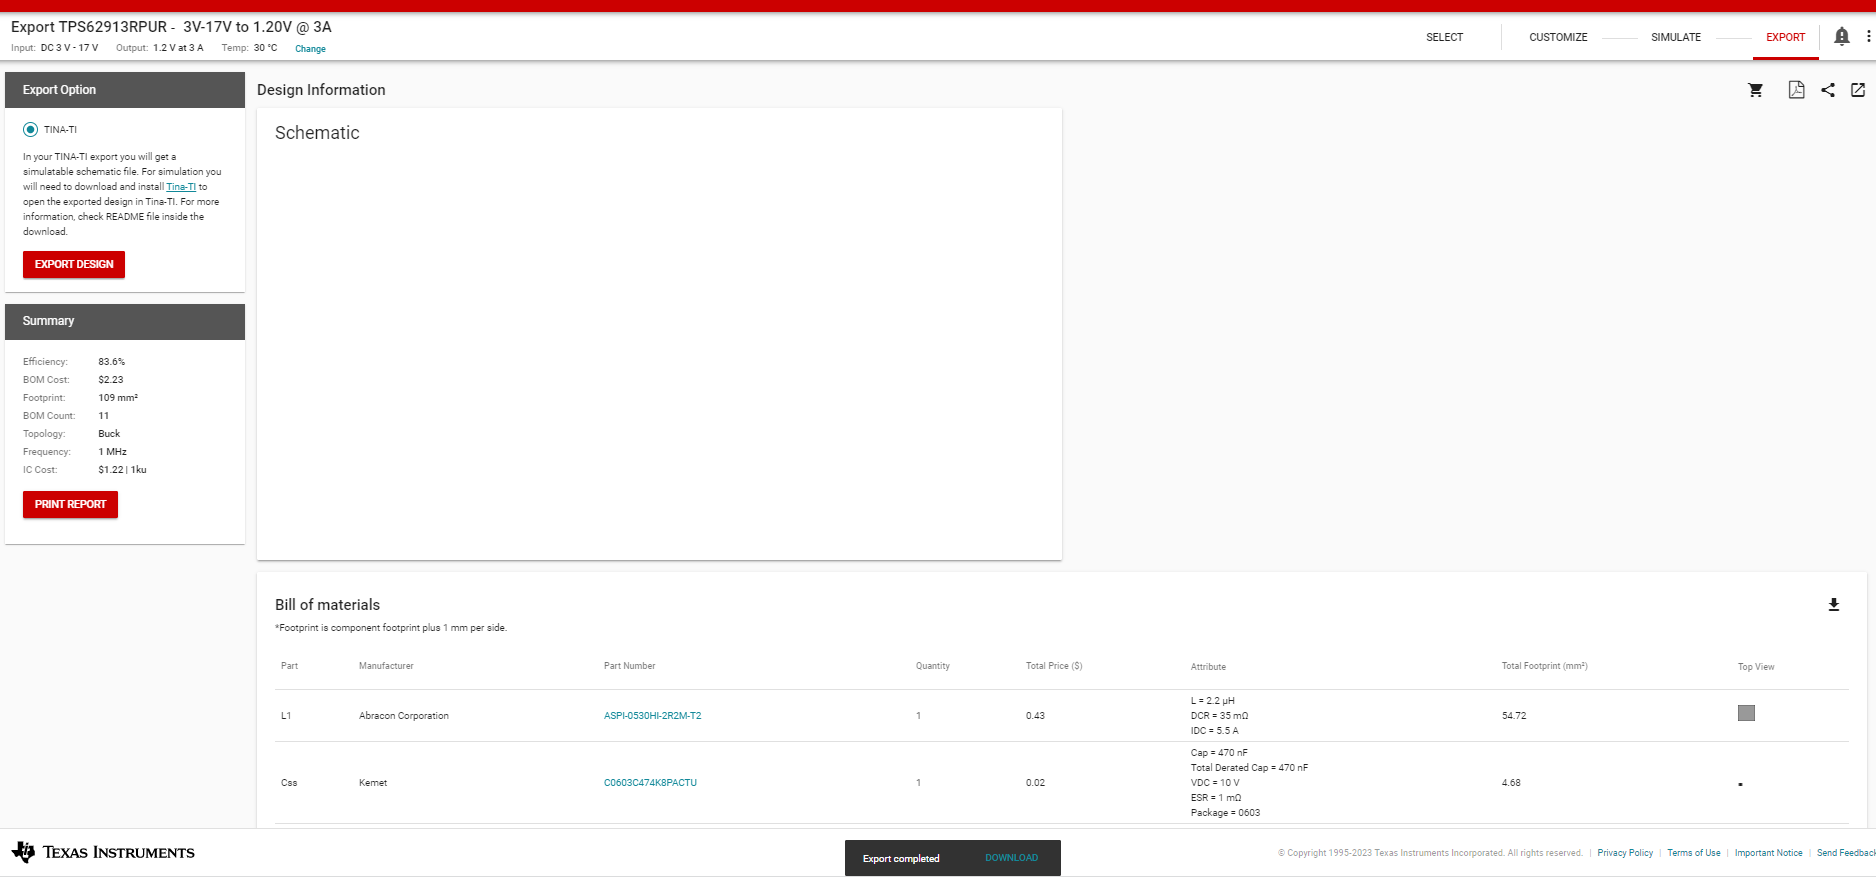 Export TPS62913RPUR - 3V-17V to 1.20V @ 3A
Input: DC 3 V - 17 V Output: 1.2 V at 3 A Temp: 30 °C Change
SELECT CUSTOMIZE SIMULATE EXPORT
Export Option
TINA-TI
In your TINA-TI export you will get a
simulatable schematic file. For simulation you
will need to download and install Tina-TI to
open the exported design in Tina-TI. For more
information, check README file inside the
download.
EXPORT DESIGN
Summary
Efficiency: 83.6%
BOM Cost: $2.23
Footprint: 109 mm²
BOM Count: 11
Topology: Buck
Frequency: 1 MHz
IC Cost: $1.22 | 1ku
PRINT REPORT
Design Information
Schematic
Bill of materials
*Footprint is component footprint plus 1 mm per side.
Part Manufacturer Part Number Quantity Total Price ($) Attribute Total Footprint (mm²) Top View
L1 Abracon Corporation ASPI-0530HI-2R2M-T2 1 0.43 L = 2.2 µH
DCR = 35 mΩ
IDC = 5.5 A
54.72
Css Kemet C0603C474K8PACTU 1 0.02 Cap = 470 nF
Total Derated Cap = 470 nF
VDC = 10 V
ESR = 1 mΩ
Package = 0603
4.68
TEXAS INSTRUMENTS
Export completed DOWNLOAD
© Copyright 1995-2023 Texas Instruments Incorporated. All rights reserved. | Privacy Policy | Terms of Use | Important Notice | Send Feedback